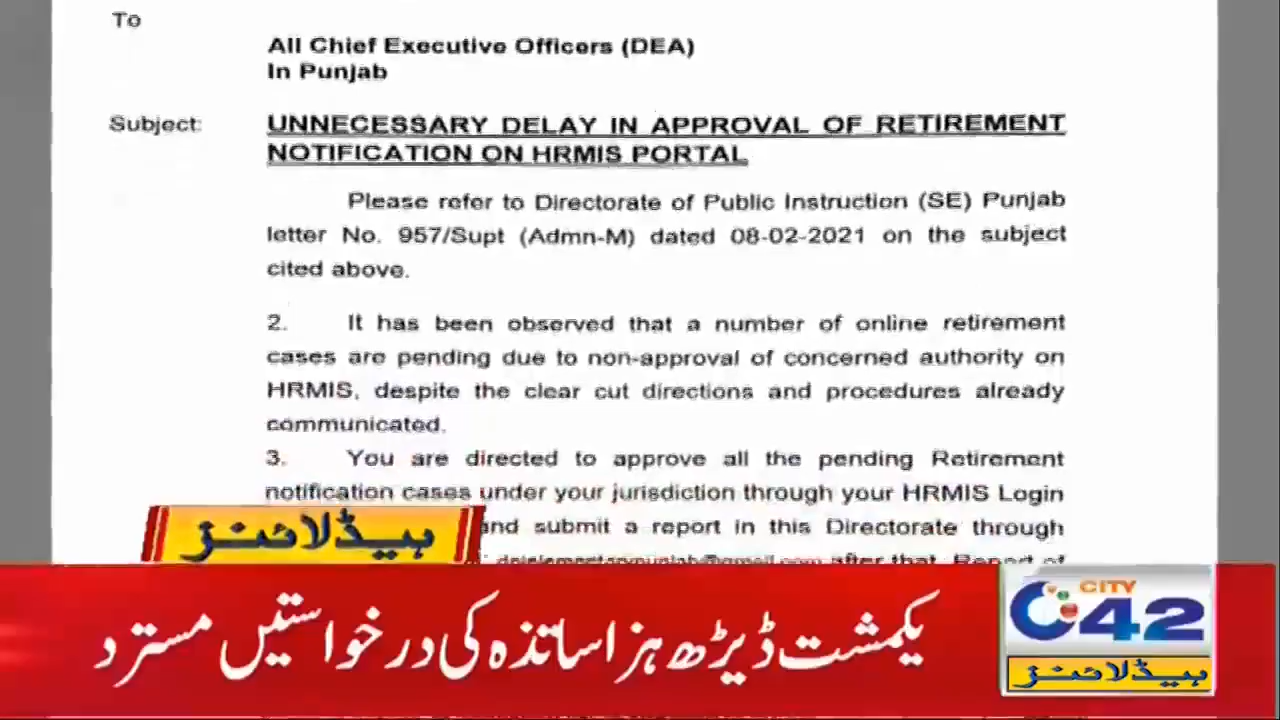 To
All Chief Executive Officers (DEA)
In Punjab
Subject: UNNECESSARY DELAY IN APPROVAL OF RETIREMENT
NOTIFICATION ON HRMIS PORTAL
Please refer to Directorate of Public Instruction (SE) Punjab
letter No. 957/Supt (Admn-M) dated 08-02-2021 on the subject
cited above.
2. It has been observed that a number of online retirement
cases are pending due to non-approval of concerned authority on
HRMIS, despite the clear cut directions and procedures already
communicated.
3. You are directed to approve all the pending Retirement
notification cases under your jurisdiction through your HRMIS Login
and submit a report in this Directorate through
after that. Report of
ہیڈلائنز
یکمشت ڈیڑھ ہزار اساتذہ کی درخواستیں مسترد
CITY
42
ہیڈلائنز